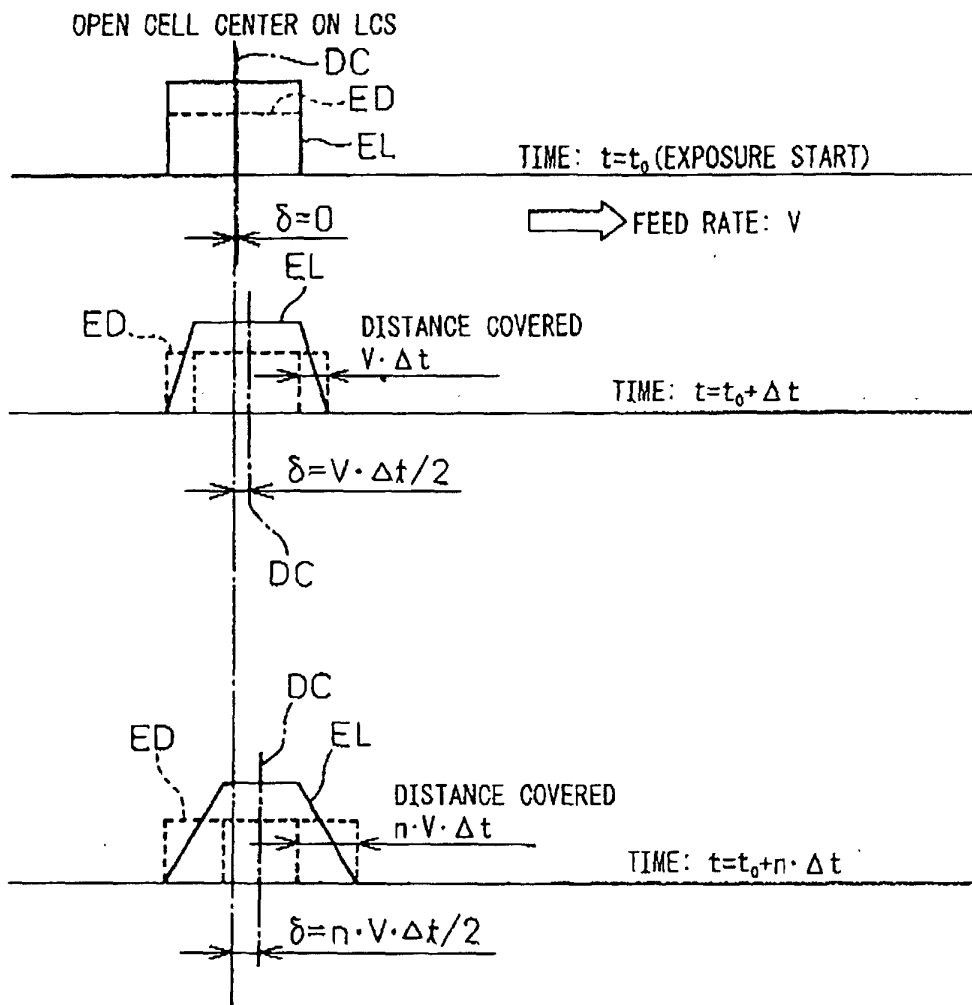 OPEN CELL CENTER ON LCS
DC
ED
EL
TIME: t=t₀ (EXPOSURE START)
δ=0
FEED RATE: V
EL
ED
DISTANCE COVERED
V·Δt
TIME: t=t₀+Δt
δ=V·Δt/2
DC
DC
ED
EL
DISTANCE COVERED
n·V·Δt
TIME: t=t₀+n·Δt
δ=n·V·Δt/2